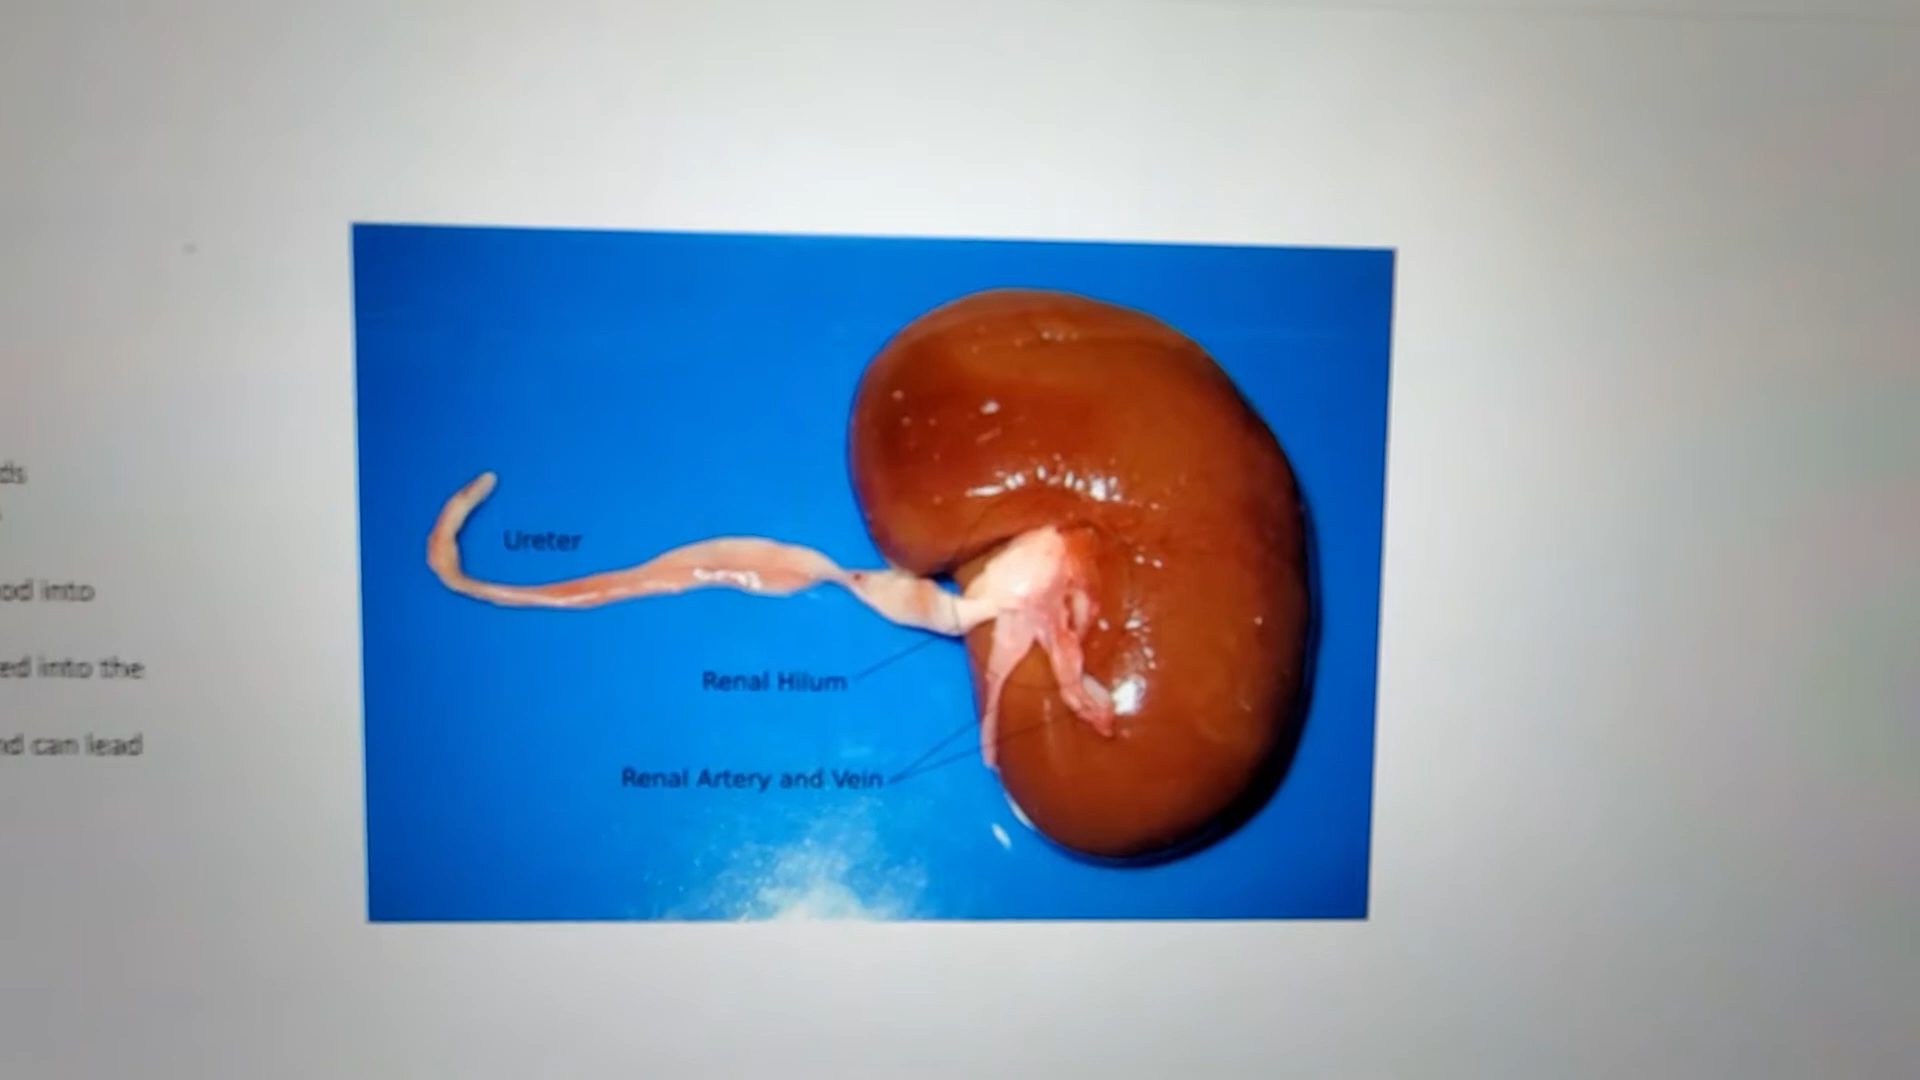 ds
od into
ed into the
nd can lead
Ureter
Renal Hilum
Renal Artery and Vein